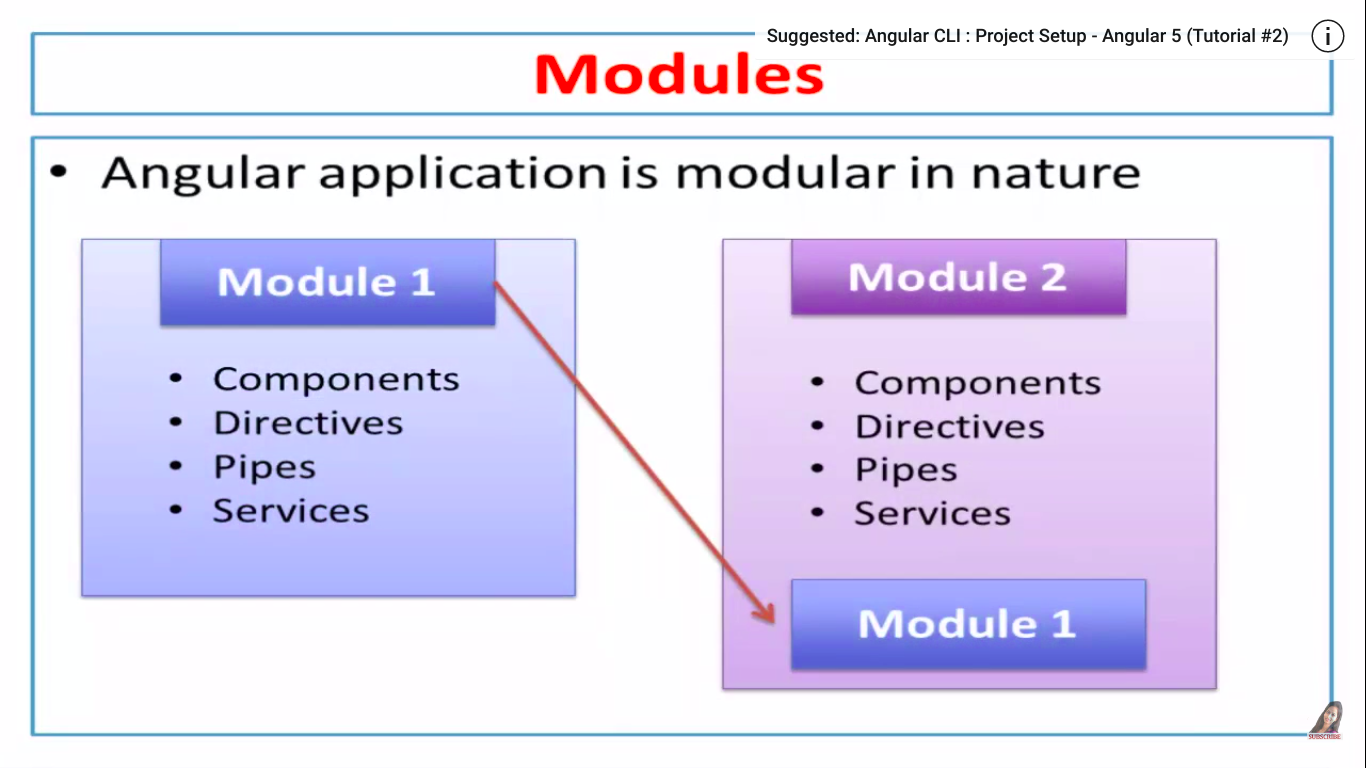 Suggested: Angular CLI : Project Setup - Angular 5 (Tutorial #2)
Modules
• Angular application is modular in nature
Module 1
• Components
• Directives
• Pipes
• Services
Module 2
• Components
• Directives
• Pipes
• Services
Module 1
SUBSCRIBE